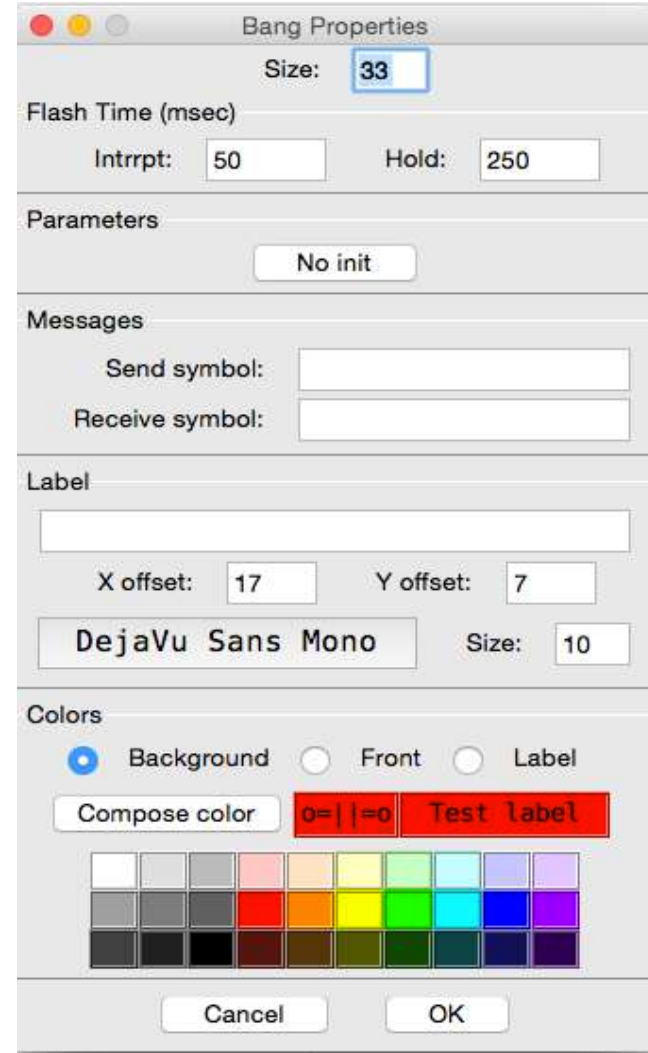 Bang Properties
Size: 33
Flash Time (msec)
Intrrpt: 50 Hold: 250
Parameters
No init
Messages
Send symbol:
Receive symbol:
Label
X offset: 17 Y offset: 7
DejaVu Sans Mono Size: 10
Colors
Background Front Label
Compose color o=||=o Test label
Cancel OK